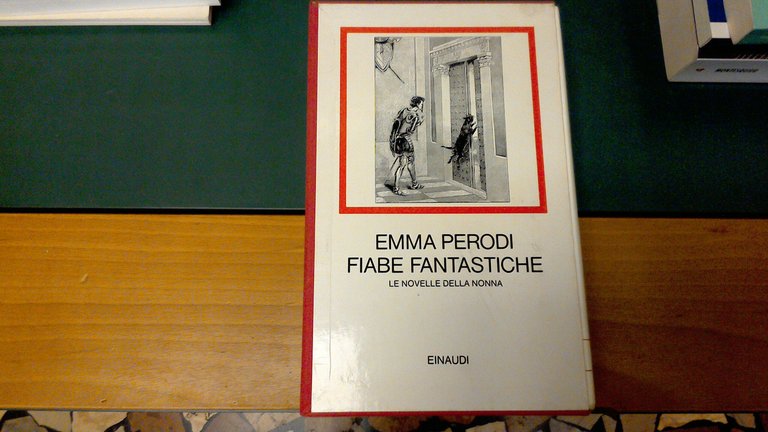 EMMA PERODI
FIABE FANTASTICHE
LE NOVELLE DELLA NONNA
EINAUDI